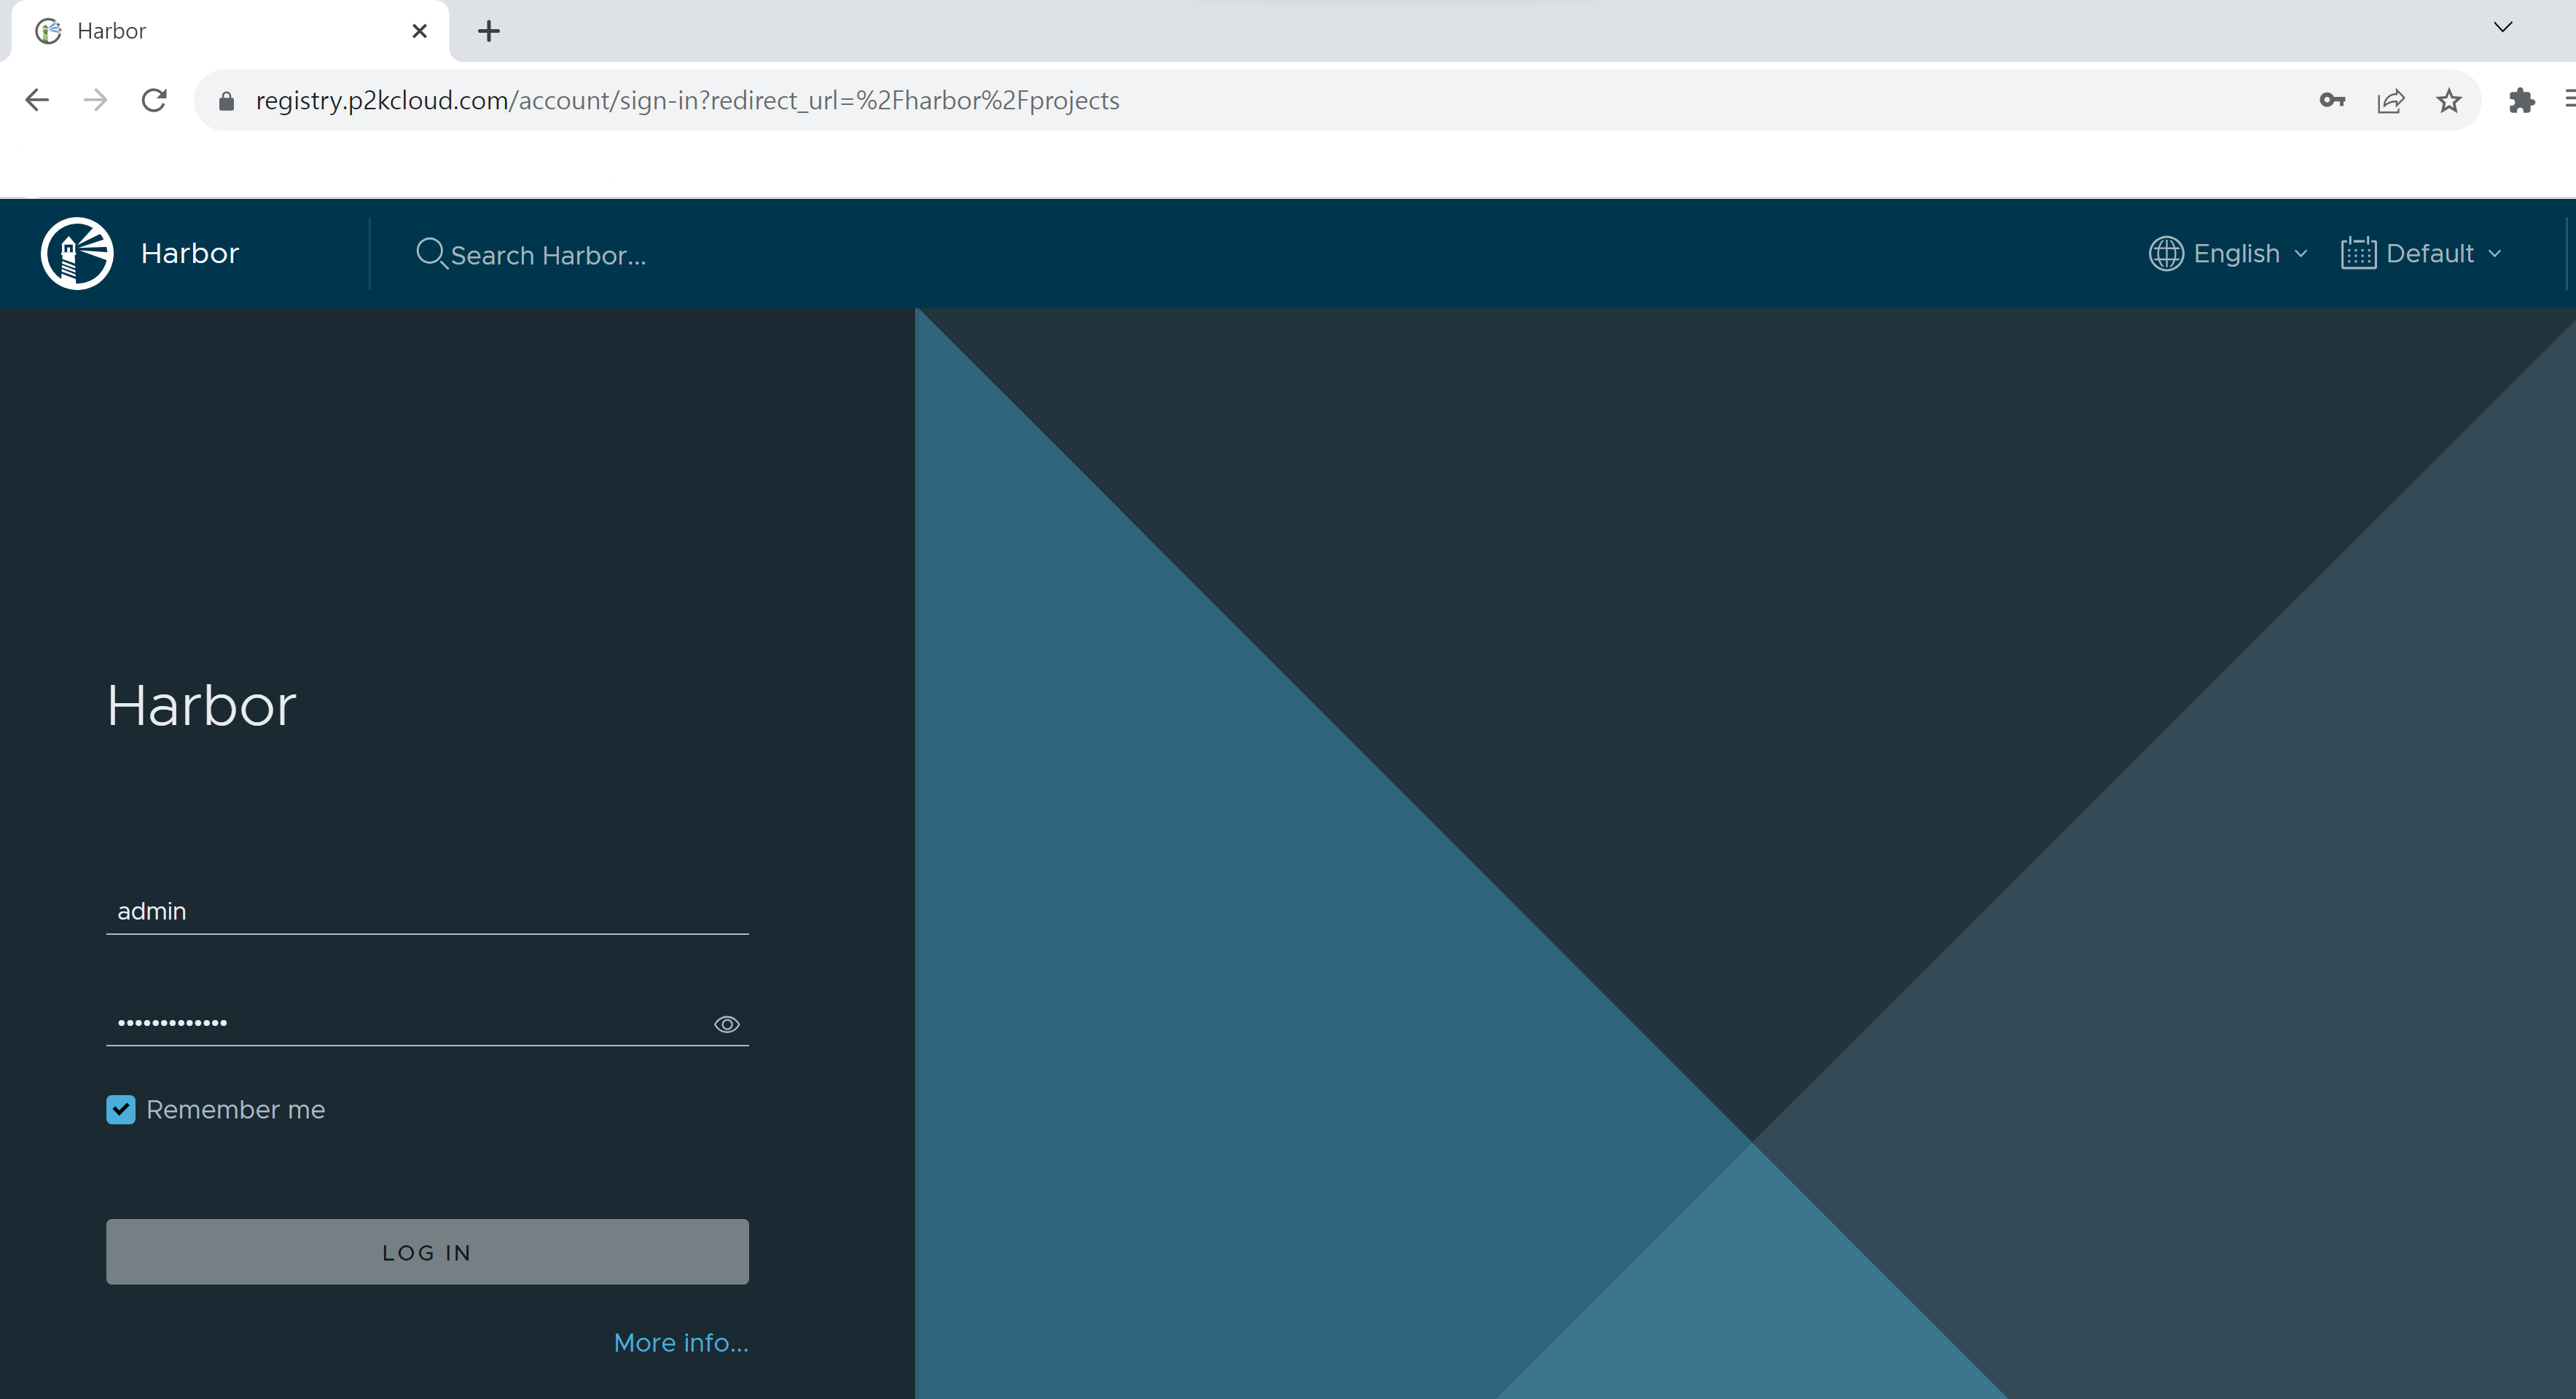 Harbor
registry.p2kcloud.com/account/sign-in?redirect_url=%2Fharbor%2Fprojects
Harbor
Search Harbor...
English
Default
Harbor
admin
•••••••••••••
Remember me
LOG IN
More info...